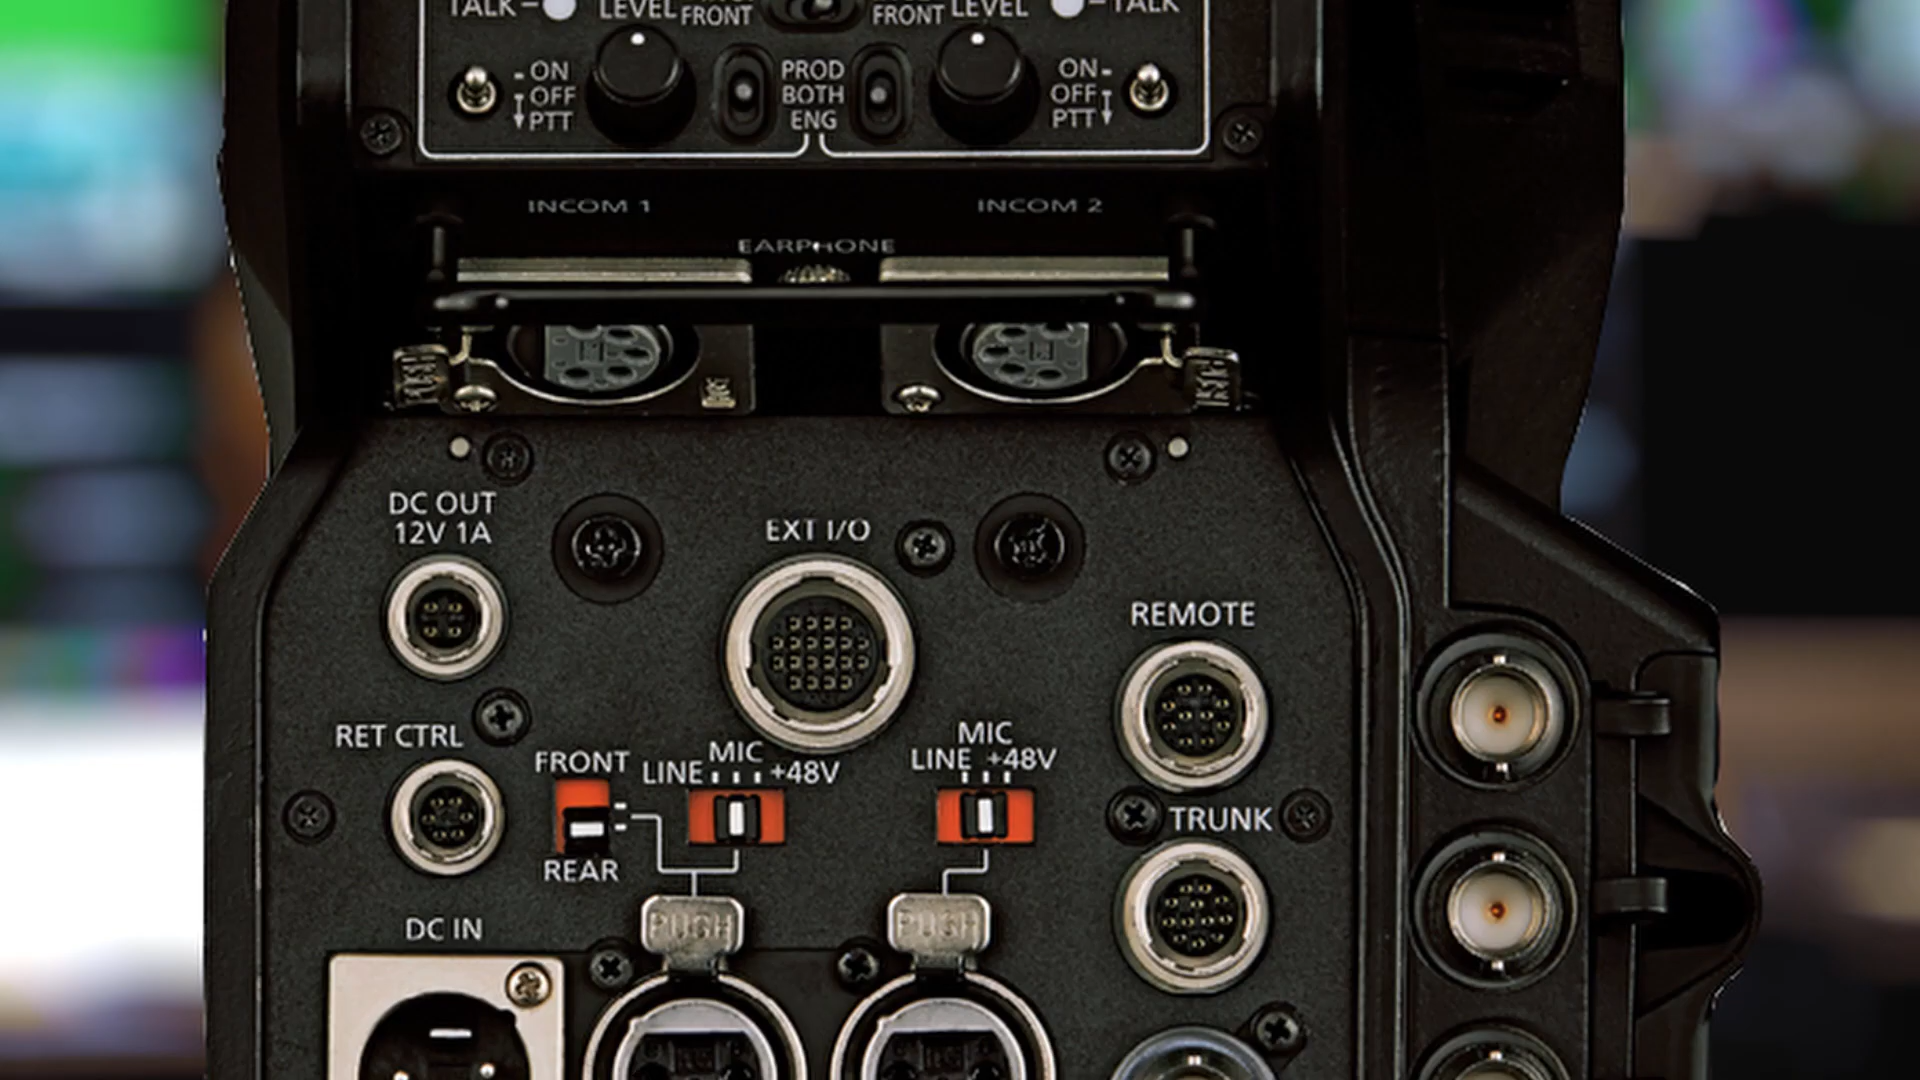 TALK
LEVEL
FRONT
FRONT
LEVEL
TALK
ON
OFF
PTT
PROD
BOTH
ENG
ON
OFF
PTT
INCOM 1
INCOM 2
EARPHONE
DC OUT
12V 1A
EXT I/O
REMOTE
RET CTRL
FRONT
REAR
MIC
LINE +48V
MIC
LINE +48V
TRUNK
DC IN
PUSH
PUSH